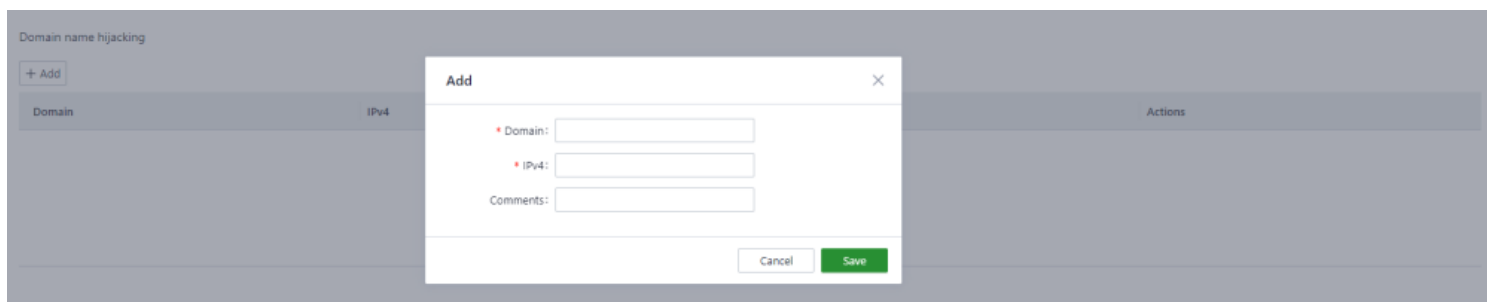 Domain name hijacking
+ Add
Domain IPv4 Actions
Add
* Domain:
* IPv4:
Comments:
Cancel Save